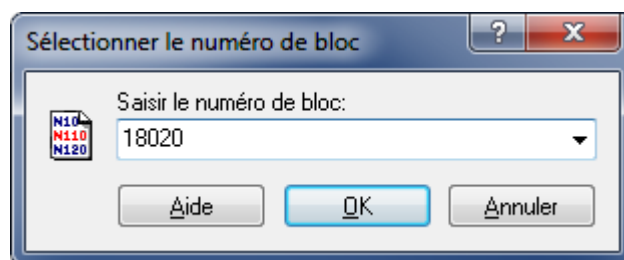 Sélectionner le numéro de bloc
?
X
Saisir le numéro de bloc:
N10
N110
N120
18020
Aide
OK
Annuler